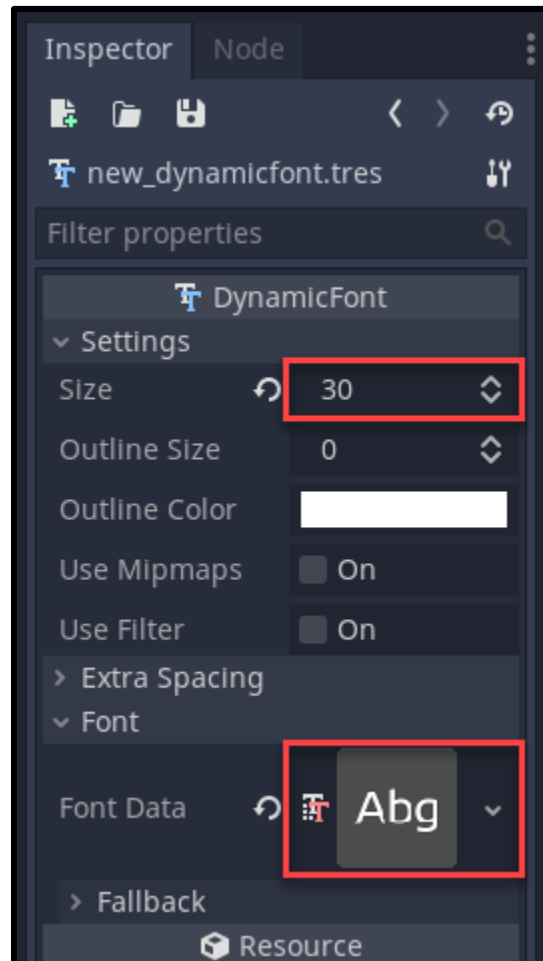 Inspector Node
new_dynamicfont.tres
Filter properties
DynamicFont
Settings
Size 30
Outline Size 0
Outline Color
Use Mipmaps On
Use Filter On
Extra Spacing
Font
Font Data Abg
Fallback
Resource